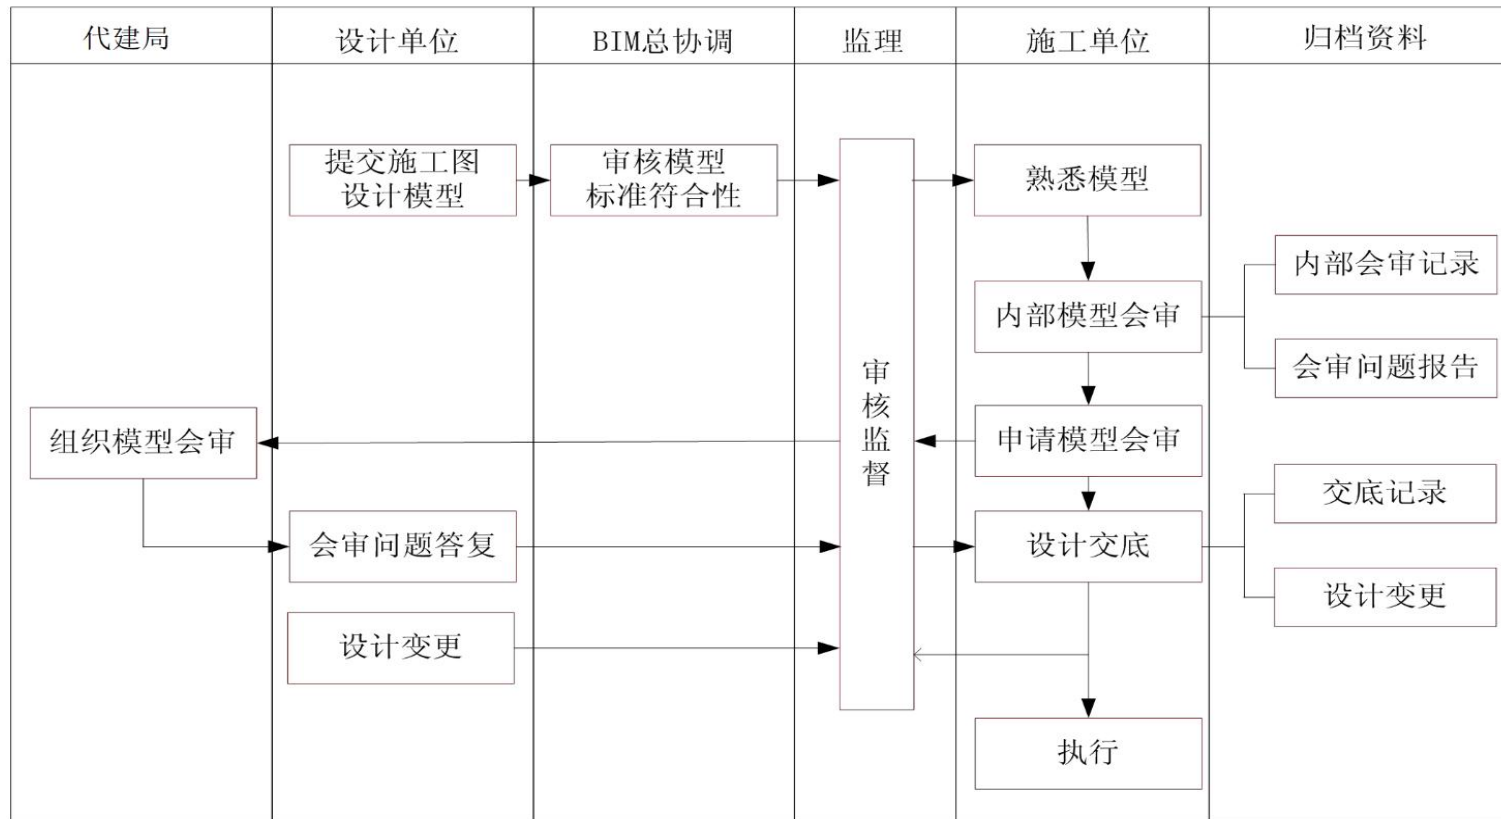 代建局
设计单位
BIM总协调
监理
施工单位
归档资料
提交施工图
设计模型
审核模型
标准符合性
熟悉模型
内部会审记录
内部模型会审
会审问题报告
审
核
监
督
组织模型会审
申请模型会审
交底记录
会审问题答复
设计交底
设计变更
设计变更
执行